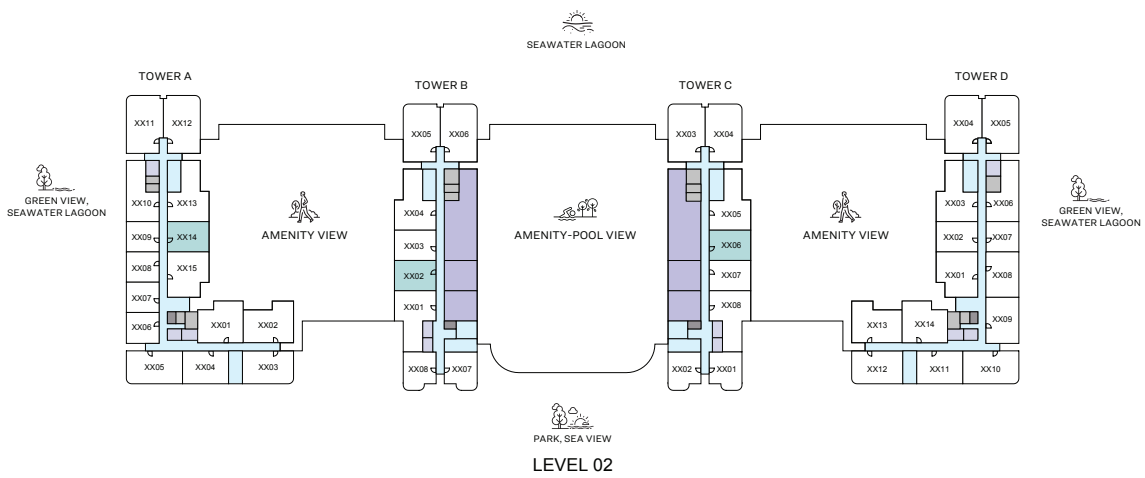 SEAWATER LAGOON
TOWER A
TOWER B
TOWER C
TOWER D
XX11
XX12
XX05
XX06
XX03
XX04
XX04
XX05
GREEN VIEW,
SEAWATER LAGOON
XX10
XX13
XX09
XX14
XX08
XX15
XX07
XX06
XX01
XX02
XX05
XX04
XX03
AMENITY VIEW
XX04
XX03
XX02
XX01
XX08
XX07
AMENITY-POOL VIEW
XX05
XX06
XX07
XX08
XX02
XX01
AMENITY VIEW
XX03
XX06
XX02
XX07
XX01
XX08
XX09
XX13
XX14
XX12
XX11
XX10
GREEN VIEW,
SEAWATER LAGOON
PARK, SEA VIEW
LEVEL 02